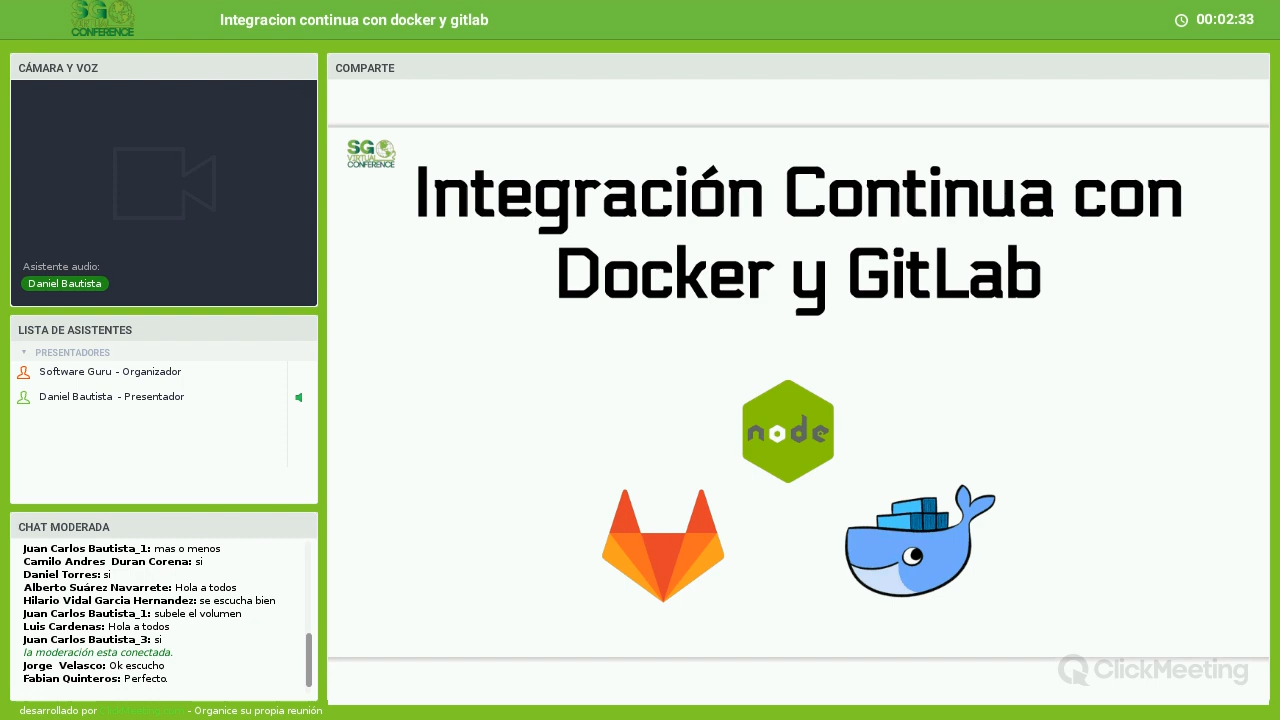 SG
VIRTUAL
CONFERENCE
Integracion continua con docker y gitlab
00:02:33
CÁMARA Y VOZ
Asistente audio:
Daniel Bautista
LISTA DE ASISTENTES
PRESENTADORES
Software Guru - Organizador
Daniel Bautista - Presentador
CHAT MODERADA
Juan Carlos Bautista_1: mas o menos
Camilo Andres Duran Corena: si
Daniel Torres: si
Alberto Suárez Navarrete: Hola a todos
Hilario Vidal Garcia Hernandez: se escucha bien
Juan Carlos Bautista_1: subele el volumen
Luis Cardenas: Hola a todos
Juan Carlos Bautista_3: si
la moderación esta conectada.
Jorge Velasco: Ok escucho
Fabian Quinteros: Perfecto.
desarrollado por - Organice su propia reunión
COMPARTE
SG
VIRTUAL
CONFERENCE
Integración Continua con
Docker y GitLab
node
ClickMeeting